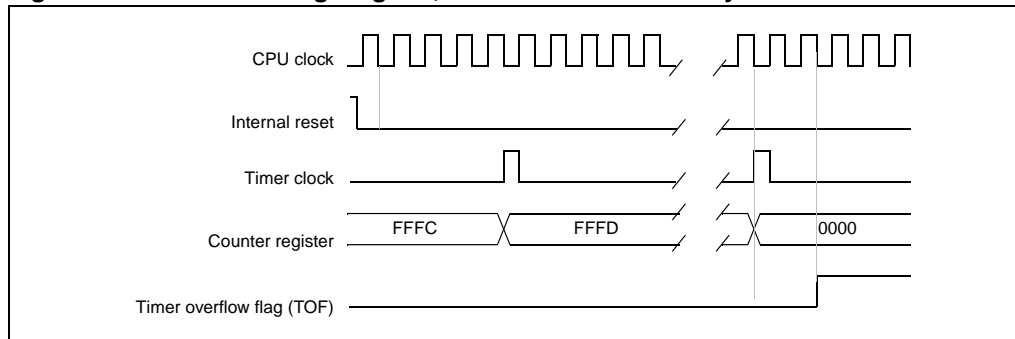 CPU clock
Internal reset
Timer clock
Counter register
FFFC
FFFD
0000
Timer overflow flag (TOF)